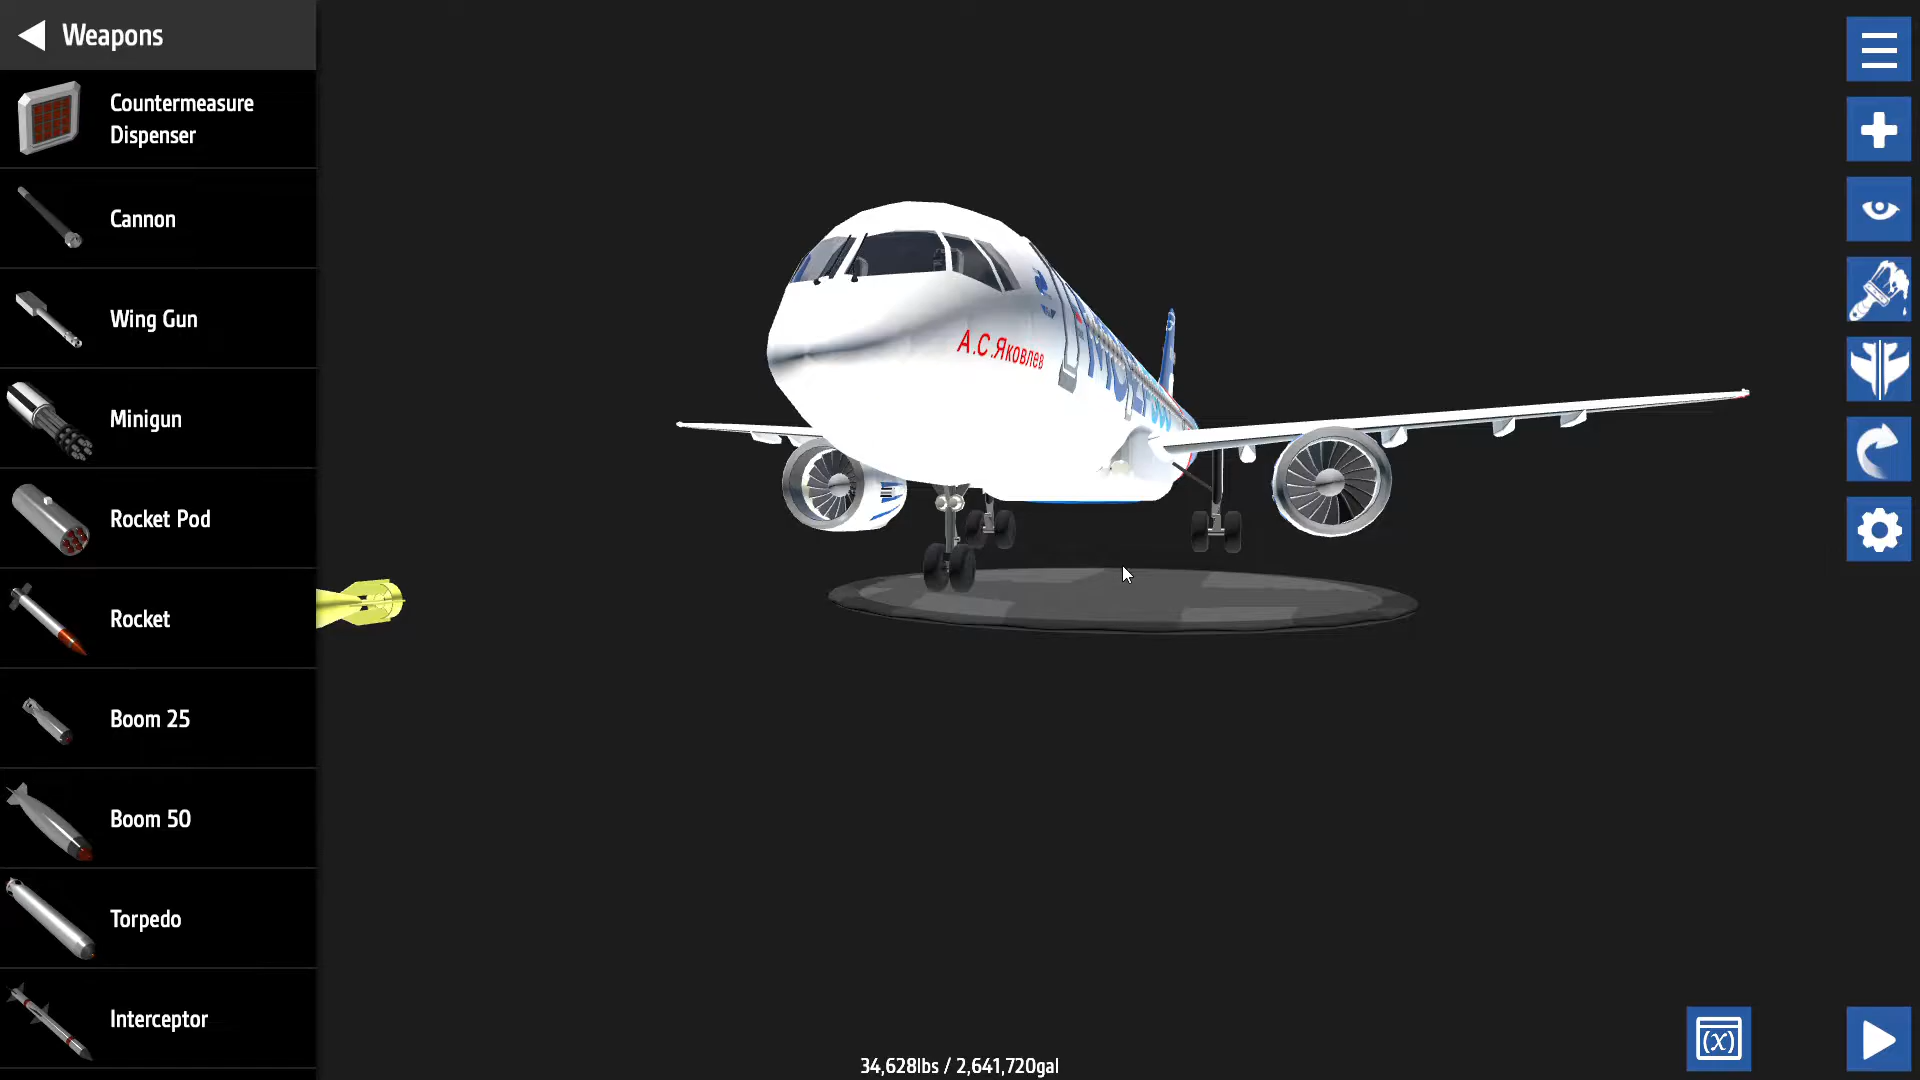 Weapons
Countermeasure
Dispenser
Cannon
Wing Gun
Minigun
Rocket Pod
Rocket
Boom 25
Boom 50
Torpedo
Interceptor
А.С.Яковлев
(x)
34,628lbs / 2,641,720gal